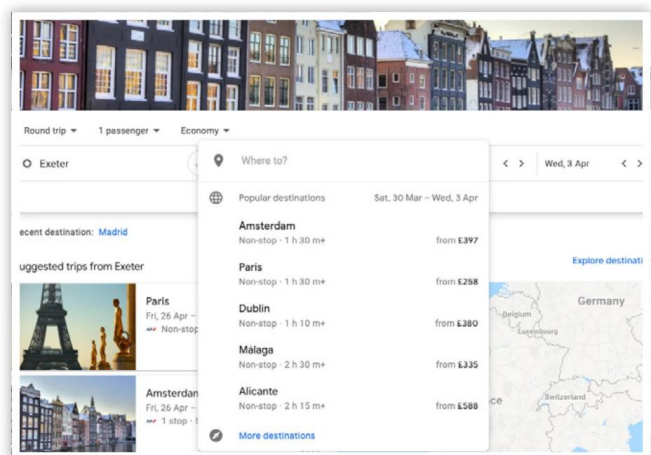 Round trip 1 passenger Economy
Exeter
Where to?
Wed, 3 Apr
Popular destinations Sat, 30 Mar – Wed, 3 Apr
Amsterdam
Non-stop · 1 h 30 m+ from £397
Paris
Non-stop · 1 h 30 m+ from £258
Dublin
Non-stop · 1 h 10 m+ from £380
Málaga
Non-stop · 2 h 30 m+ from £335
Alicante
Non-stop · 2 h 15 m+ from £588
More destinations
ecent destination: Madrid
uggested trips from Exeter
Explore destinati
Paris
Fri, 26 Apr –
Non-stop
Amsterdan
Fri, 26 Apr –
1 stop ·
Germany
Belgium
Luxembourg
ce
Switzerland